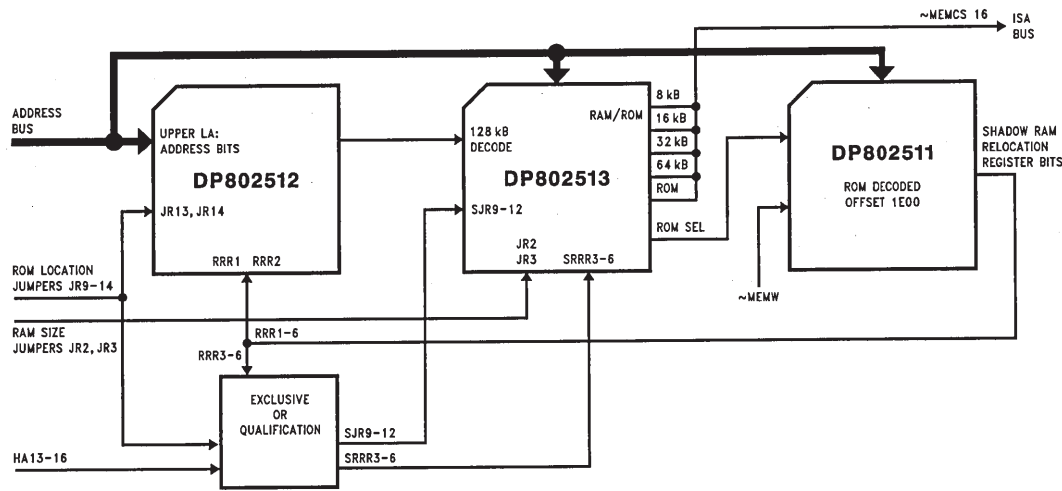 ~MEMCS 16
ISA
BUS
ADDRESS
BUS
UPPER LA:
ADDRESS BITS
DP802512
JR13, JR14
RRR1 RRR2
128 kB
DECODE
RAM/ROM
DP802513
SJR9-12
JR2
JR3
SRRR3-6
8 kB
16 kB
32 kB
64 kB
ROM
ROM SEL
DP802511
ROM DECODED
OFFSET 1E00
~MEMW
SHADOW RAM
RELOCATION
REGISTER BITS
ROM LOCATION
JUMPERS JR9-14
RAM SIZE
JUMPERS JR2, JR3
RRR1-6
RRR3-6
EXCLUSIVE
OR
QUALIFICATION
SJR9-12
SRRR3-6
HA13-16